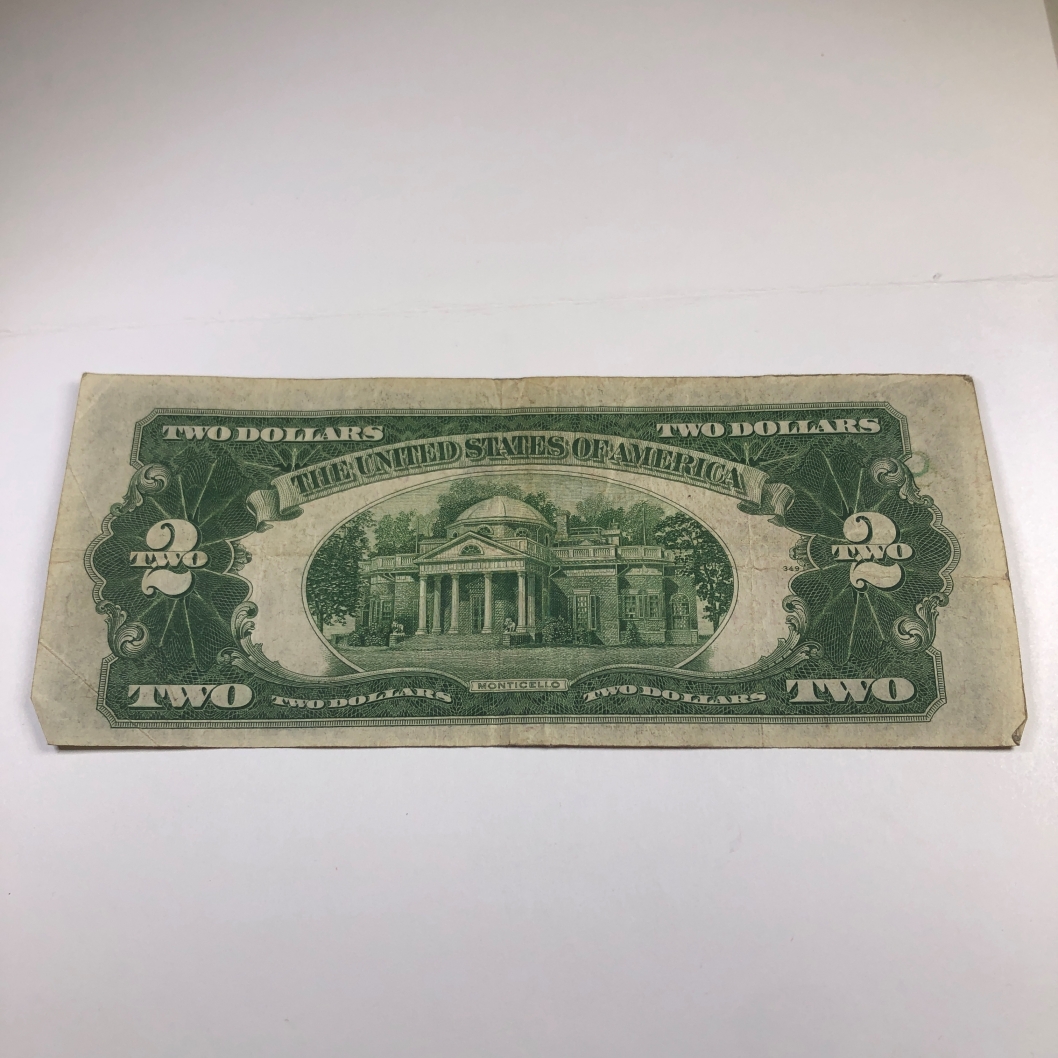 TWO DOLLARS TWO DOLLARS
THE UNITED STATES OF AMERICA
2 2
TWO TWO
349
MONTICELLO
TWO TWO DOLLARS TWO DOLLARS TWO